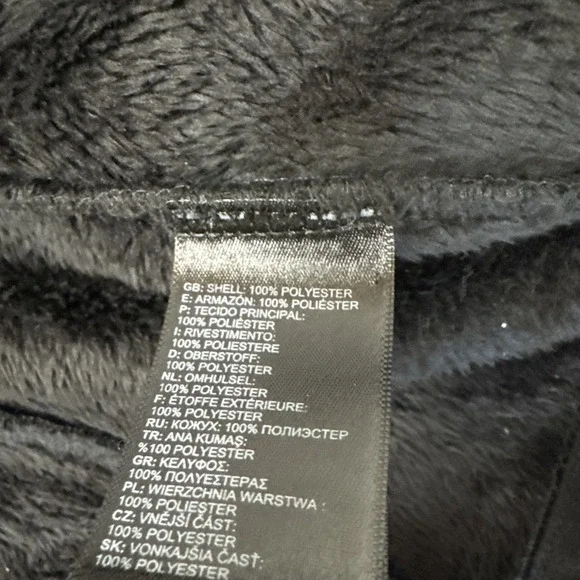 GB: SHELL: 100% POLYESTER
E: ARMAZÓN: 100% POLIÉSTER
P: TECIDO PRINCIPAL:
100% POLIÉSTER
I: RIVESTIMENTO:
100% POLIESTERE
D: OBERSTOFF:
100% POLYESTER
NL: OMHULSEL:
100% POLYESTER
F: ÉTOFFE EXTÉRIEURE:
100% POLYESTER
RU: КОЖУХ: 100% ПОЛИЭСТЕР
TR: ANA KUMAŞ:
%100 POLYESTER
GR: ΚΕΛΥΦΟΣ:
100% ΠΟΛΥΕΣΤΕΡΑΣ
PL: WIERZCHNIA WARSTWA :
100% POLIESTER
CZ: VNĚJŠÍ ČÁST:
100% POLYESTER
SK: VONKAJŠIA ČASŤ:
100% POLYESTER